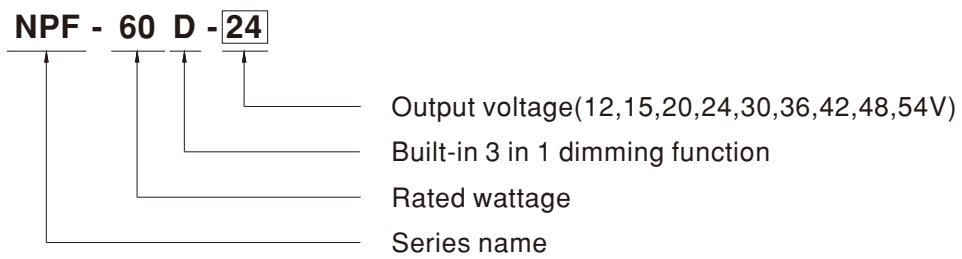 NPF - 60 D - 24
Output voltage(12,15,20,24,30,36,42,48,54V)
Built-in 3 in 1 dimming function
Rated wattage
Series name